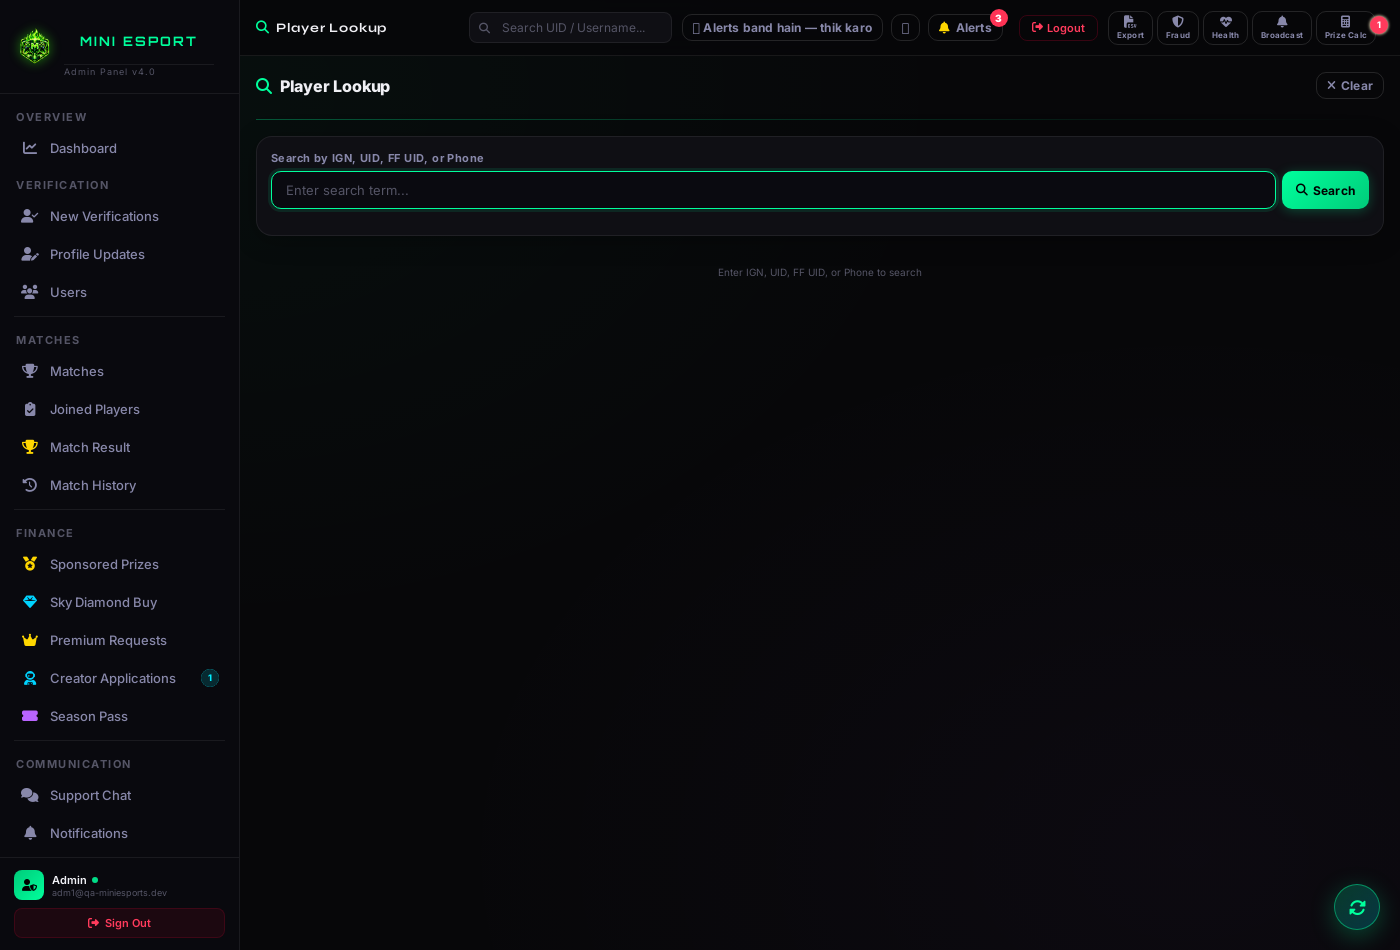 MINI ESPORT
Admin Panel v4.0
OVERVIEW
Dashboard
VERIFICATION
New Verifications
Profile Updates
Users
MATCHES
Matches
Joined Players
Match Result
Match History
FINANCE
Sponsored Prizes
Sky Diamond Buy
Premium Requests
Creator Applications 1
Season Pass
COMMUNICATION
Support Chat
Notifications
Admin
adm1@qa-miniesports.dev
Sign Out
Player Lookup
Search UID / Username...
Alerts band hain — thik karo
Alerts 3
Logout
Export
Fraud
Health
Broadcast
Prize Calc 1
Player Lookup
Clear
Search by IGN, UID, FF UID, or Phone
Enter search term...
Search
Enter IGN, UID, FF UID, or Phone to search